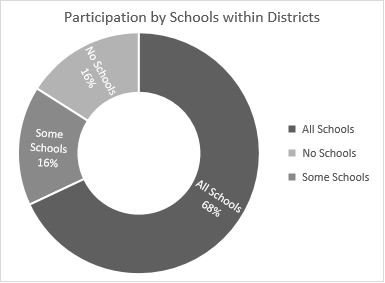 Participation by Schools within Districts
No Schools
16%
Some
Schools
16%
All Schools
68%
All Schools
No Schools
Some Schools